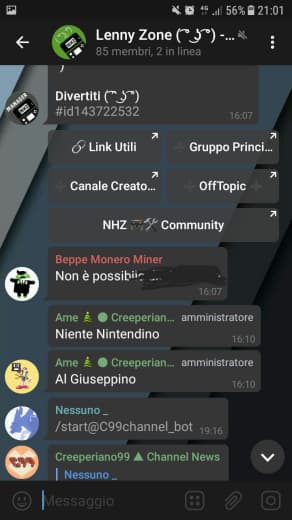 56% 21:01
Lenny Zone ( ͡° ͜ʖ ͡°) -...
85 membri, 2 in linea
)
Divertiti ( ͡° ͜ʖ ͡°)
#id143722532
16:07
🔗 Link Utili
➕ Gruppo Princi...
➕ Canale Creato...
➕ OffTopic ➕
NHZ 🛠 Community
Beppe Monero Miner
Non è
16:07
Ame 🎄 🟢 Creeperian... amministratore
Niente Nintendino
16:10
Ame 🎄 🟢 Creeperian... amministratore
Al Giuseppino
16:10
Nessuno _
/start@C99channel_bot 19:16
Creeperiano99 ▲ Channel News
Nessuno _
Messaggio